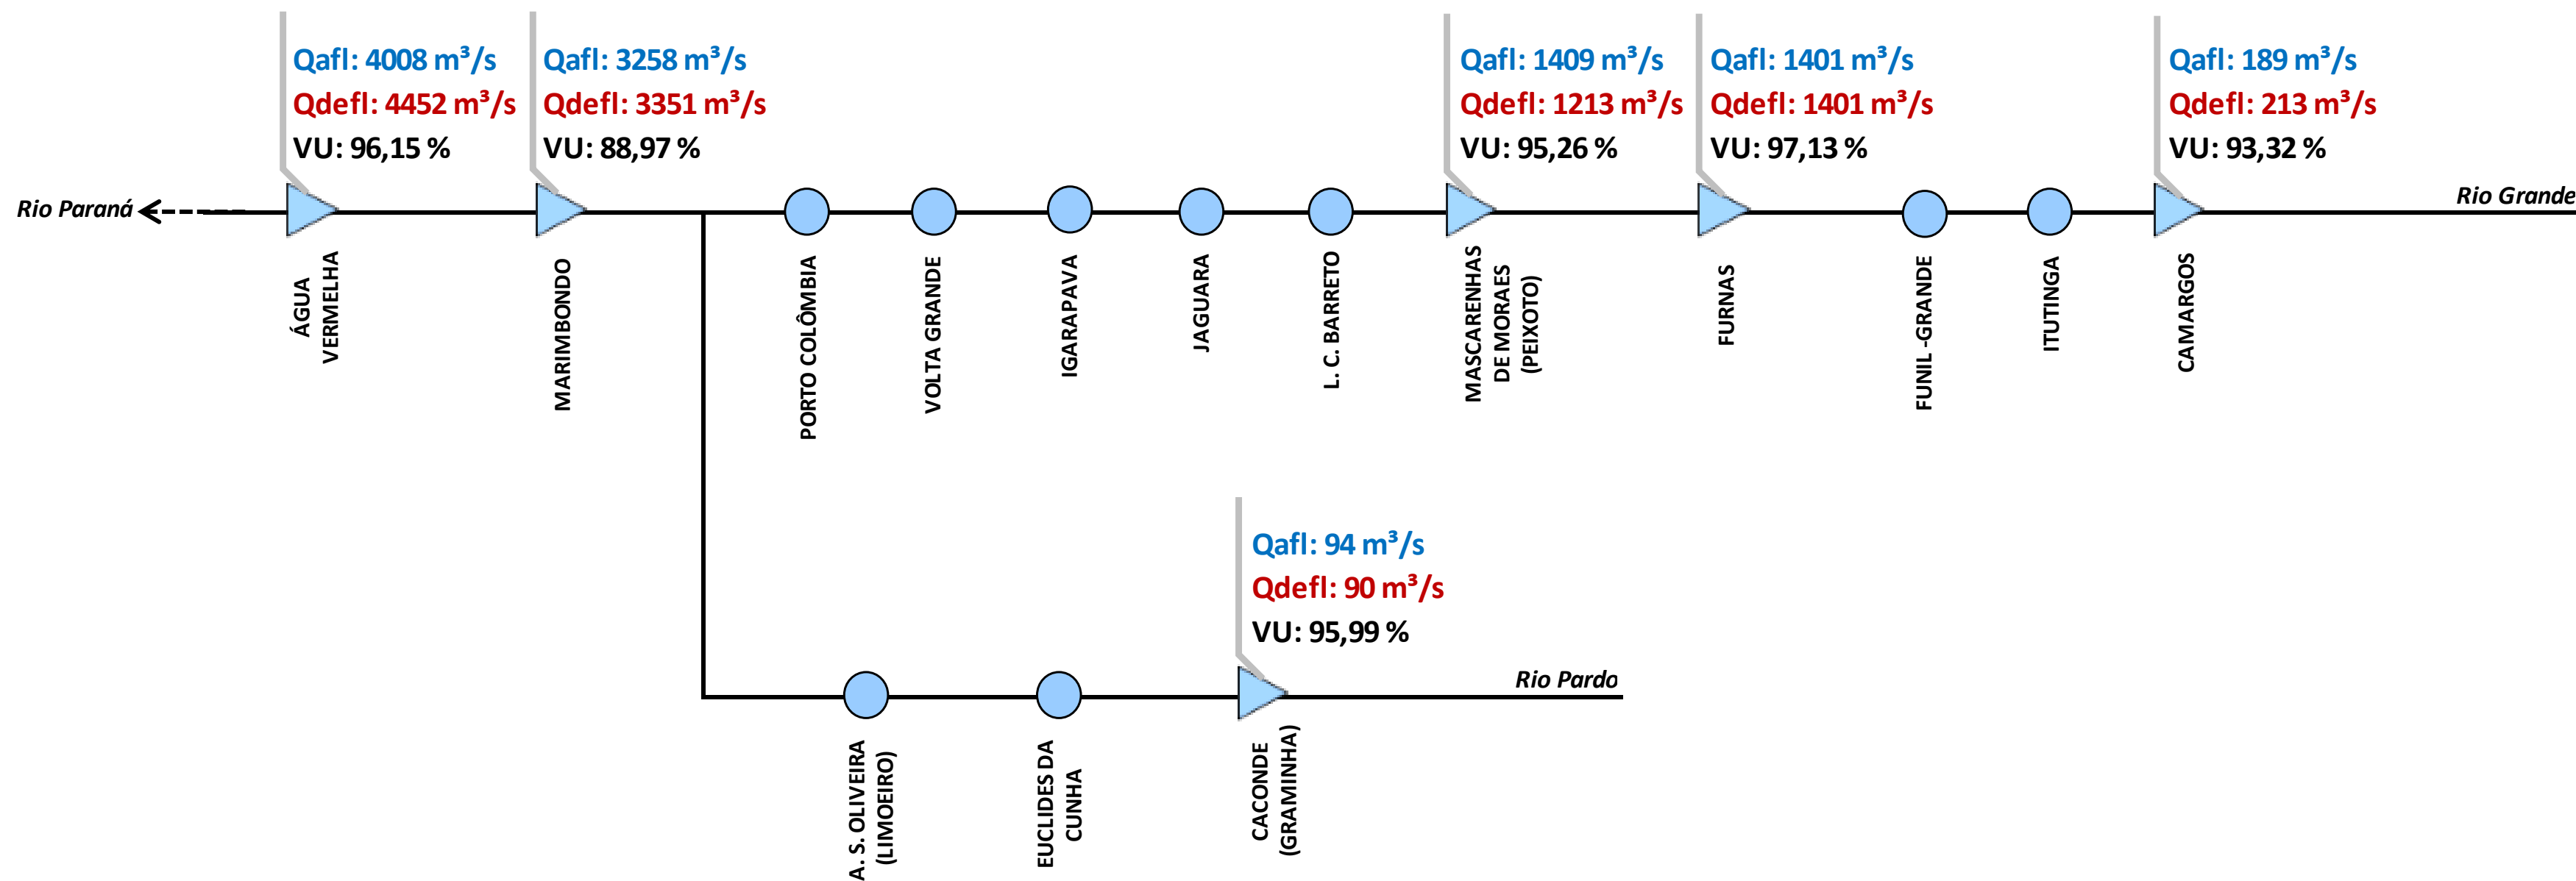 Qafl: 4008 m³/s
Qdefl: 4452 m³/s
VU: 96,15 %
Qafl: 3258 m³/s
Qdefl: 3351 m³/s
VU: 88,97 %
Qafl: 1409 m³/s
Qdefl: 1213 m³/s
VU: 95,26 %
Qafl: 1401 m³/s
Qdefl: 1401 m³/s
VU: 97,13 %
Qafl: 189 m³/s
Qdefl: 213 m³/s
VU: 93,32 %
Rio Paraná
Rio Grande
ÁGUA
VERMELHA
MARIMBONDO
PORTO COLÔMBIA
VOLTA GRANDE
IGARAPAVA
JAGUARA
L. C. BARRETO
MASCARENHAS
DE MORAES
(PEIXOTO)
FURNAS
FUNIL -GRANDE
ITUTINGA
CAMARGOS
Qafl: 94 m³/s
Qdefl: 90 m³/s
VU: 95,99 %
Rio Pardo
A. S. OLIVEIRA
(LIMOEIRO)
EUCLIDES DA
CUNHA
CACONDE
(GRAMINHA)